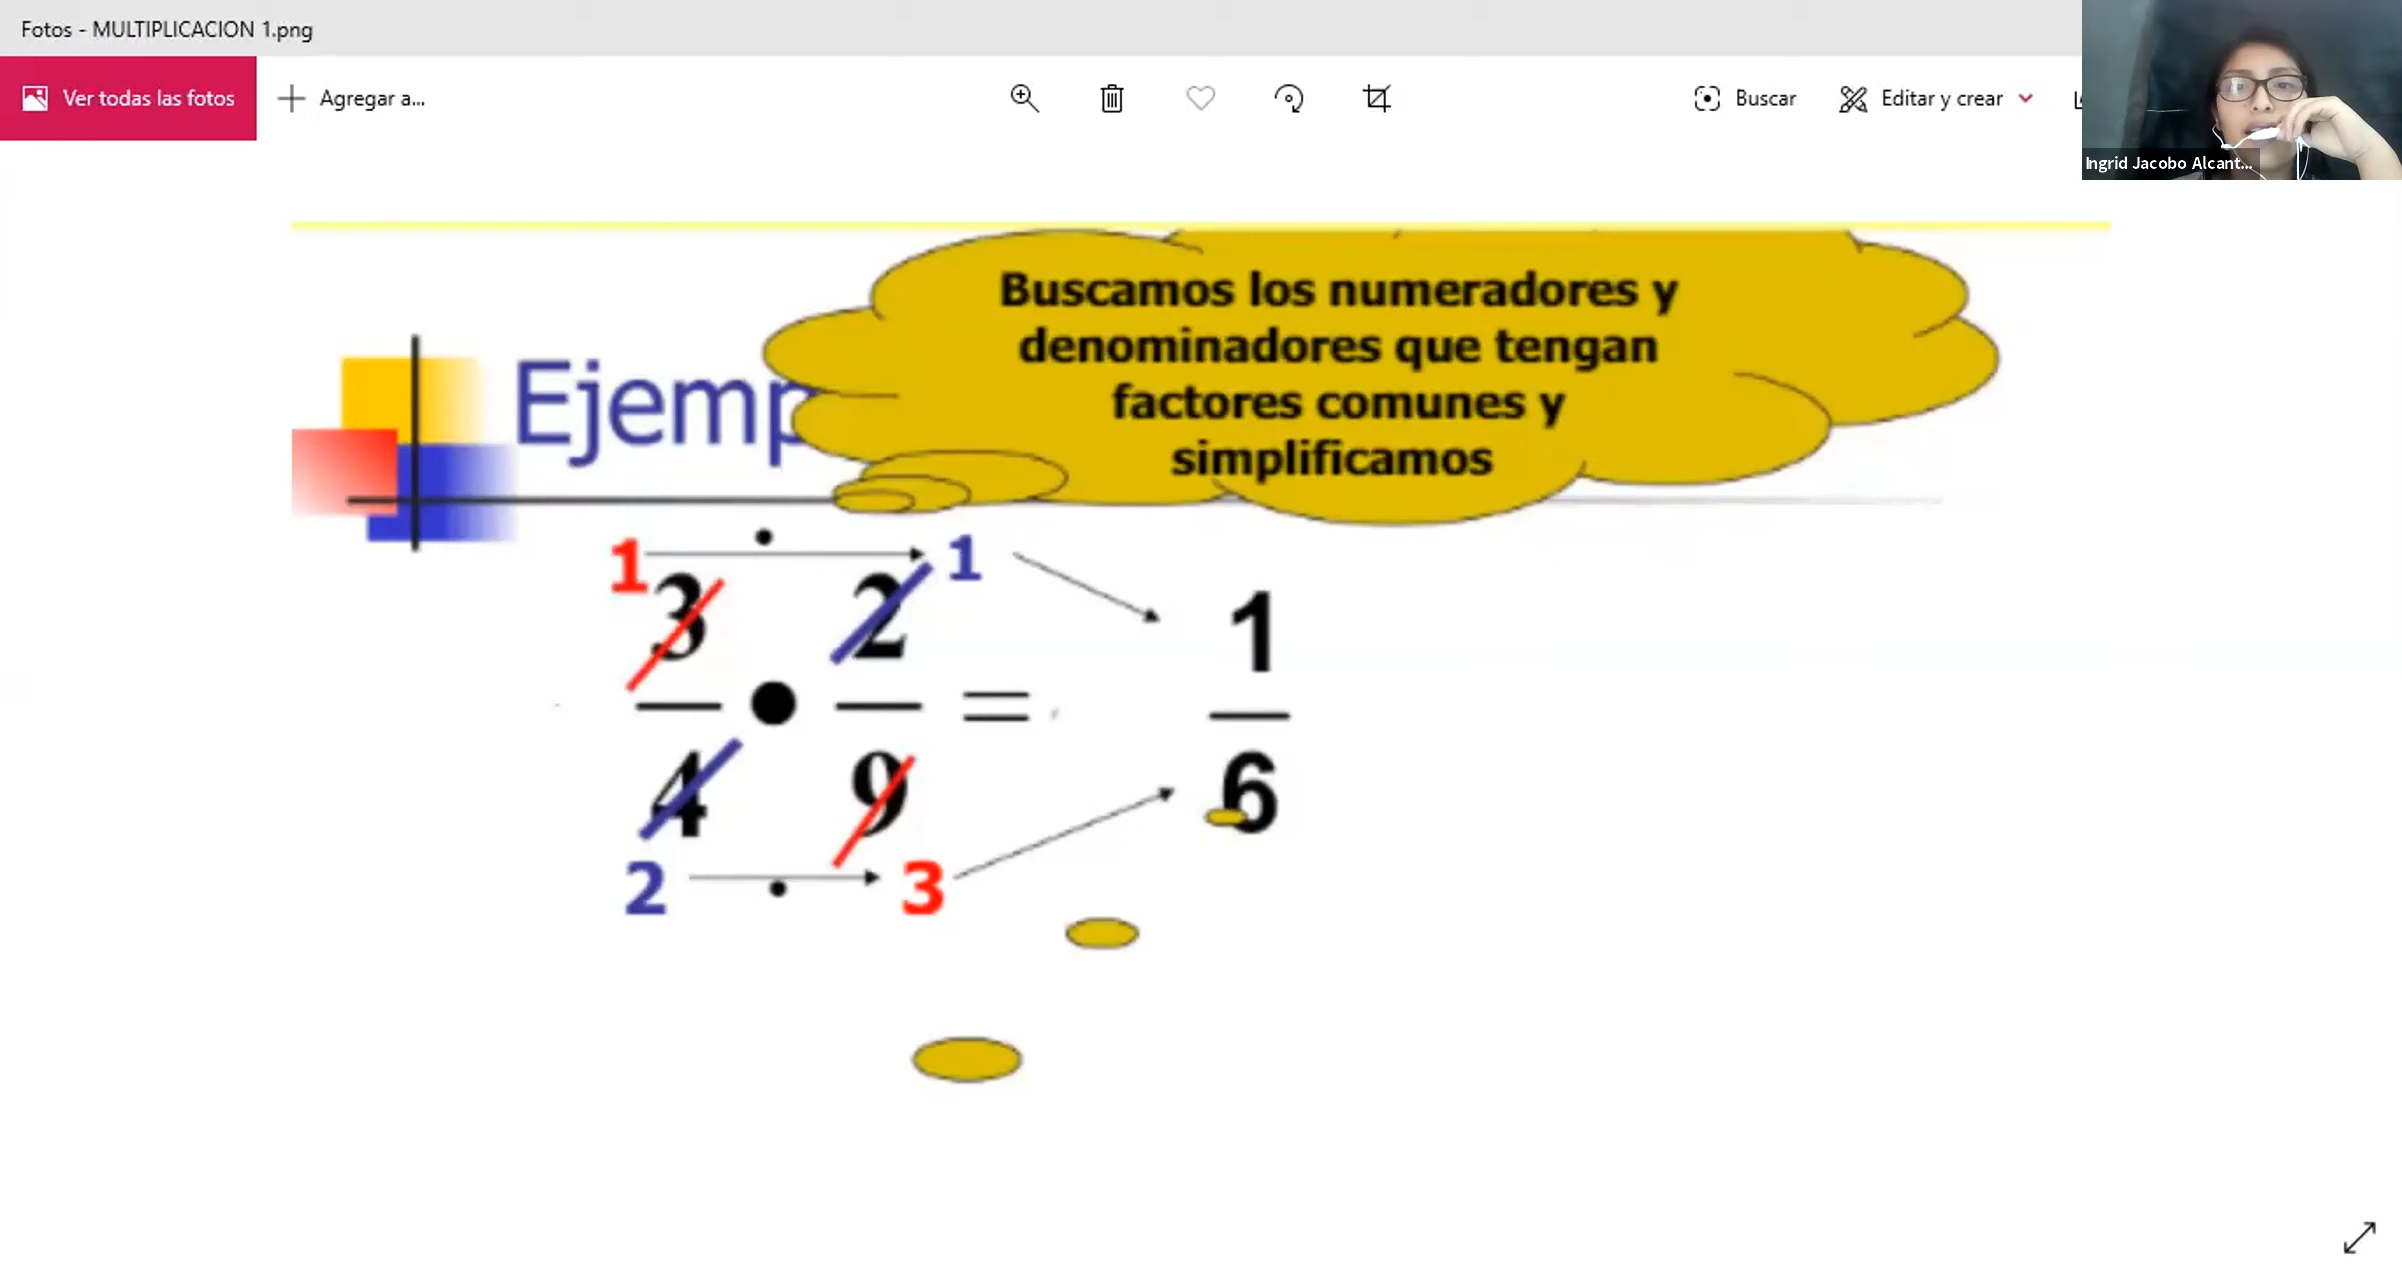 Fotos - MULTIPLICACION 1.png
Ver todas las fotos
Agregar a...
Buscar
Editar y crear
Ingrid Jacobo Alcant...
Buscamos los numeradores y
denominadores que tengan
factores comunes y
simplificamos
Ejemp
1 1
3 2 1
• =
4 9 6
2 3